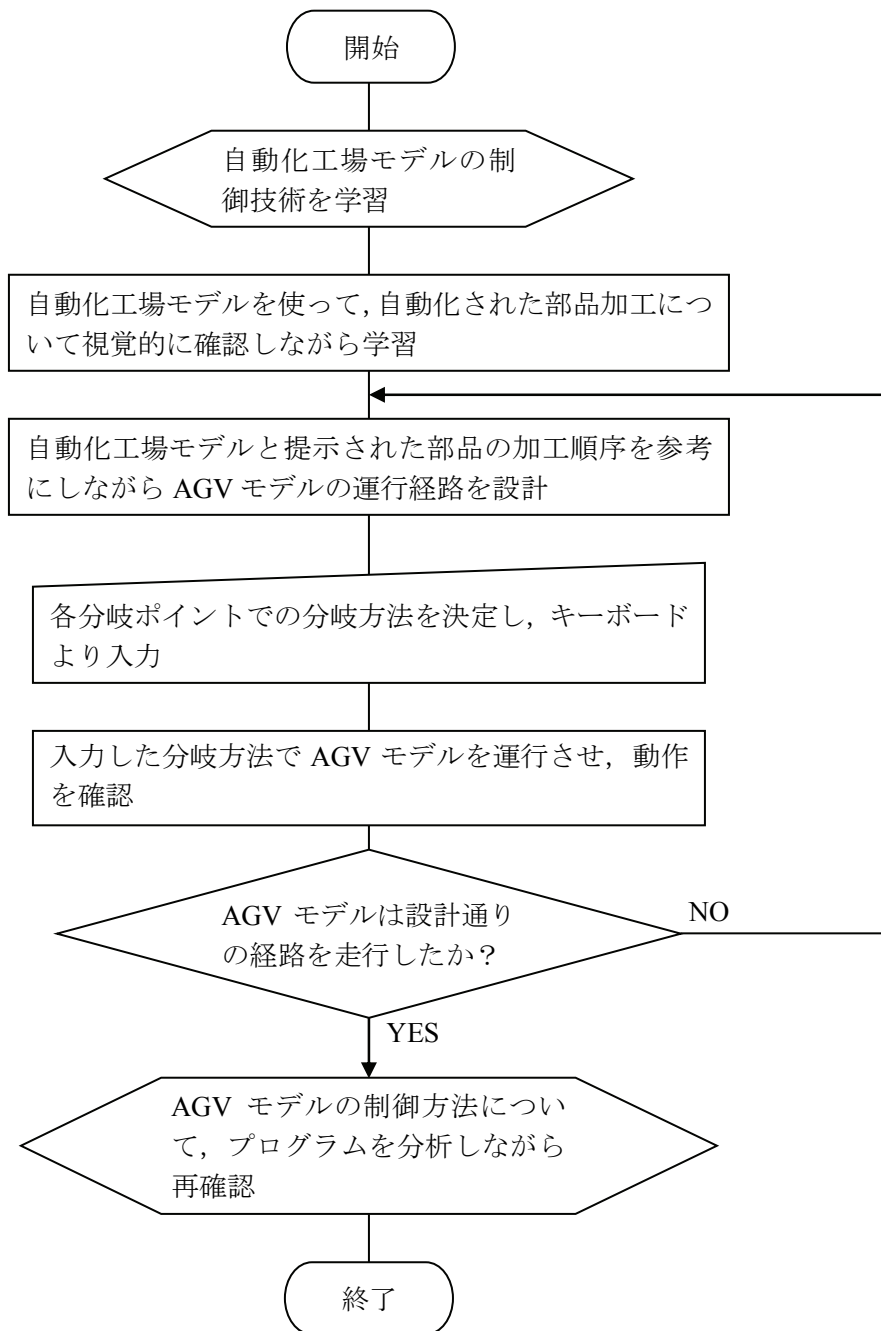 開始
自動化工場モデルの制
御技術を学習
自動化工場モデルを使って,自動化された部品加工につ
いて視覚的に確認しながら学習
自動化工場モデルと提示された部品の加工順序を参考
にしながら AGV モデルの運行経路を設計
各分岐ポイントでの分岐方法を決定し,キーボード
より入力
入力した分岐方法で AGV モデルを運行させ,動作
を確認
AGV モデルは設計通り
の経路を走行したか?
NO
YES
AGV モデルの制御方法につい
て,プログラムを分析しながら
再確認
終了